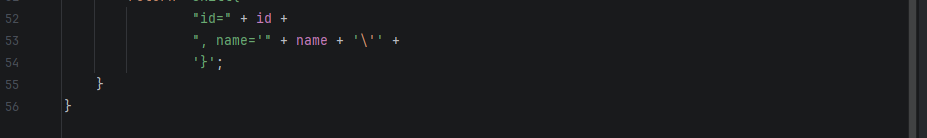 52 "id=" + id +
53 ", name='" + name + '\'' +
54 '}';
55 }
56 }